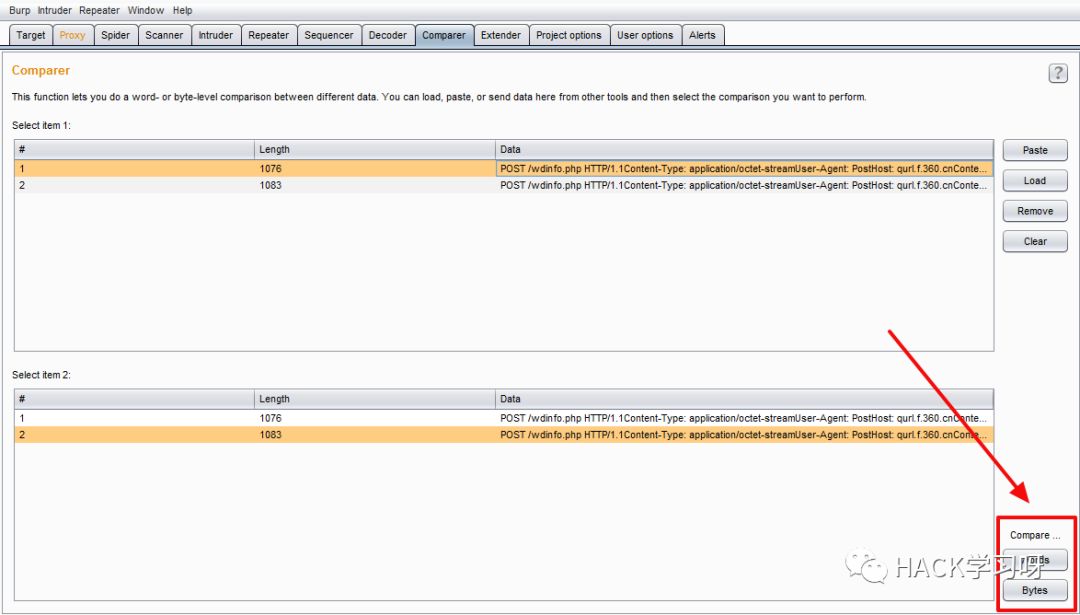 Burp Intruder Repeater Window Help
Target Proxy Spider Scanner Intruder Repeater Sequencer Decoder Comparer Extender Project options User options Alerts
Comparer
?
This function lets you do a word- or byte-level comparison between different data. You can load, paste, or send data here from other tools and then select the comparison you want to perform.
Select item 1:
# Length Data
1 1076 POST /wdinfo.php HTTP/1.1Content-Type: application/octet-streamUser-Agent: PostHost: qurl.f.360.cnConte...
2 1083 POST /wdinfo.php HTTP/1.1Content-Type: application/octet-streamUser-Agent: PostHost: qurl.f.360.cnConte...
Paste
Load
Remove
Clear
Select item 2:
# Length Data
1 1076 POST /wdinfo.php HTTP/1.1Content-Type: application/octet-streamUser-Agent: PostHost: qurl.f.360.cnConte...
2 1083 POST /wdinfo.php HTTP/1.1Content-Type: application/octet-streamUser-Agent: PostHost: qurl.f.360.cnConte...
Compare ...
Words
Bytes
HACK学习呀